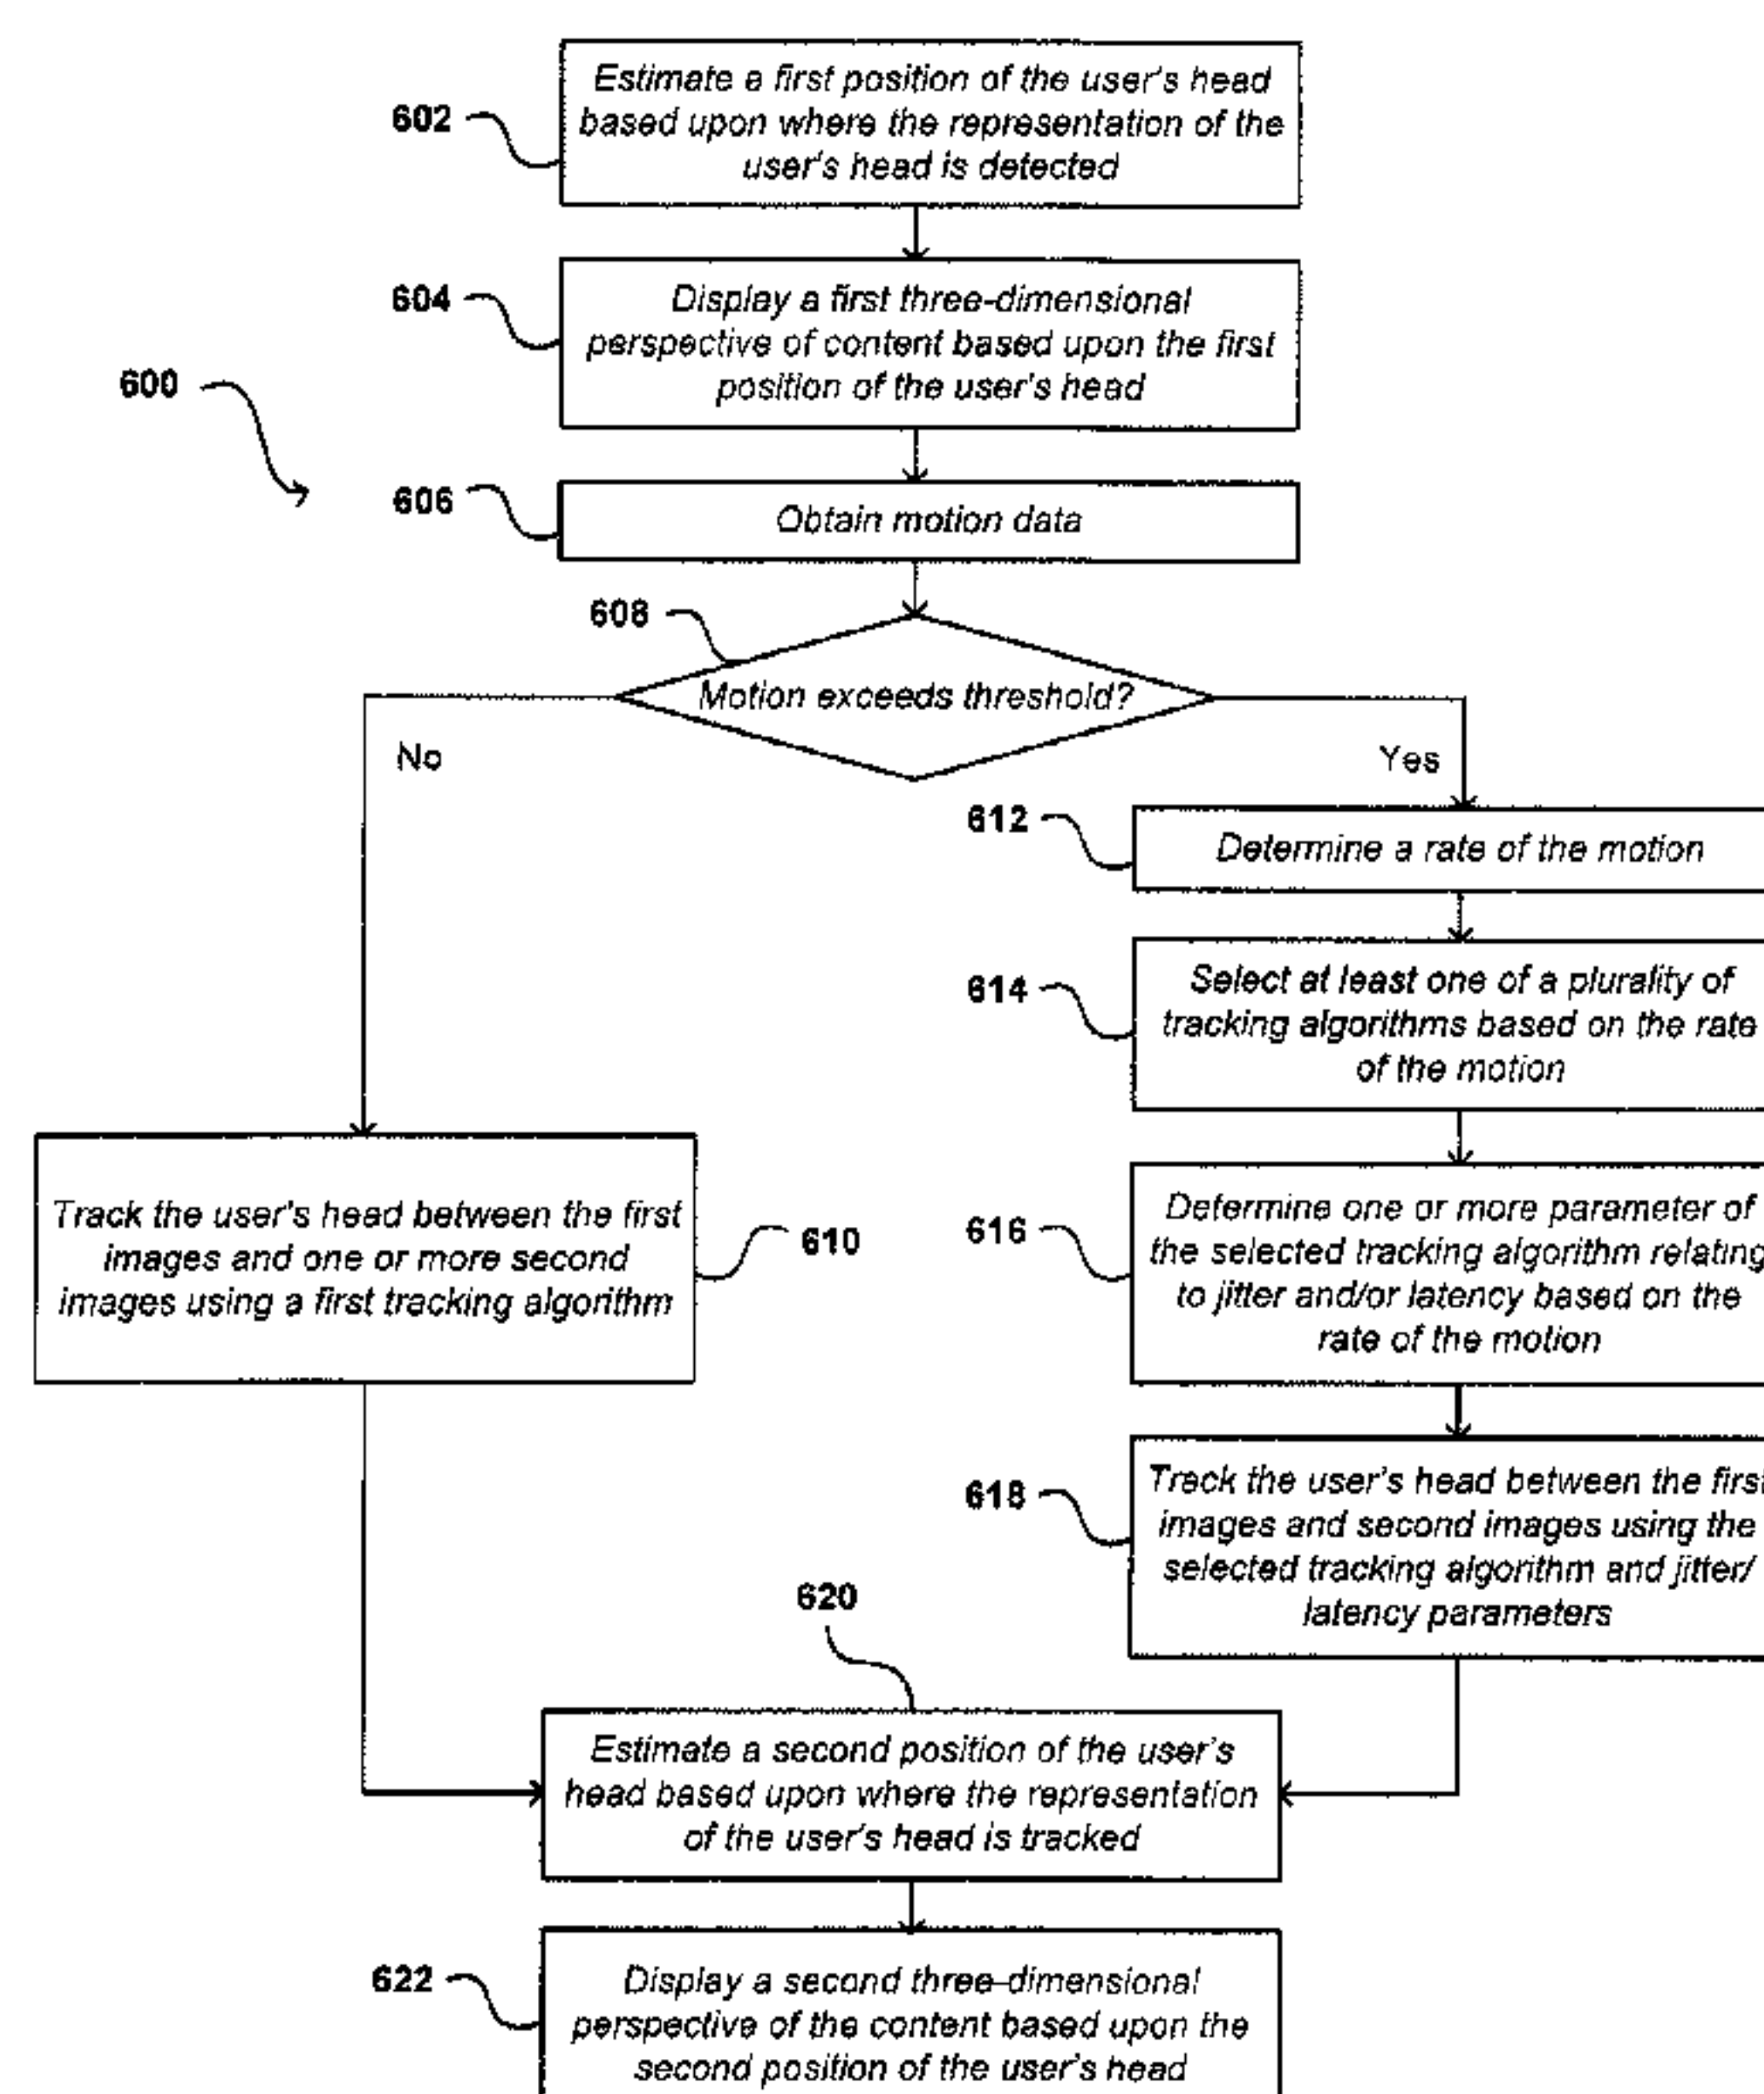 602
Estimate a first position of the user's head
based upon where the representation of the
user's head is detected
604
Display a first three-dimensional
perspective of content based upon the first
position of the user's head
600
606
Obtain motion data
608
Motion exceeds threshold?
No
Yes
612
Determine a rate of the motion
614
Select at least one of a plurality of
tracking algorithms based on the rate
of the motion
Track the user's head between the first
images and one or more second
images using a first tracking algorithm
610
616
Determine one or more parameter of
the selected tracking algorithm relating
to jitter and/or latency based on the
rate of the motion
618
Track the user's head between the first
images and second images using the
selected tracking algorithm and jitter/
latency parameters
620
Estimate a second position of the user's
head based upon where the representation
of the user's head is tracked
622
Display a second three-dimensional
perspective of the content based upon the
second position of the user's head